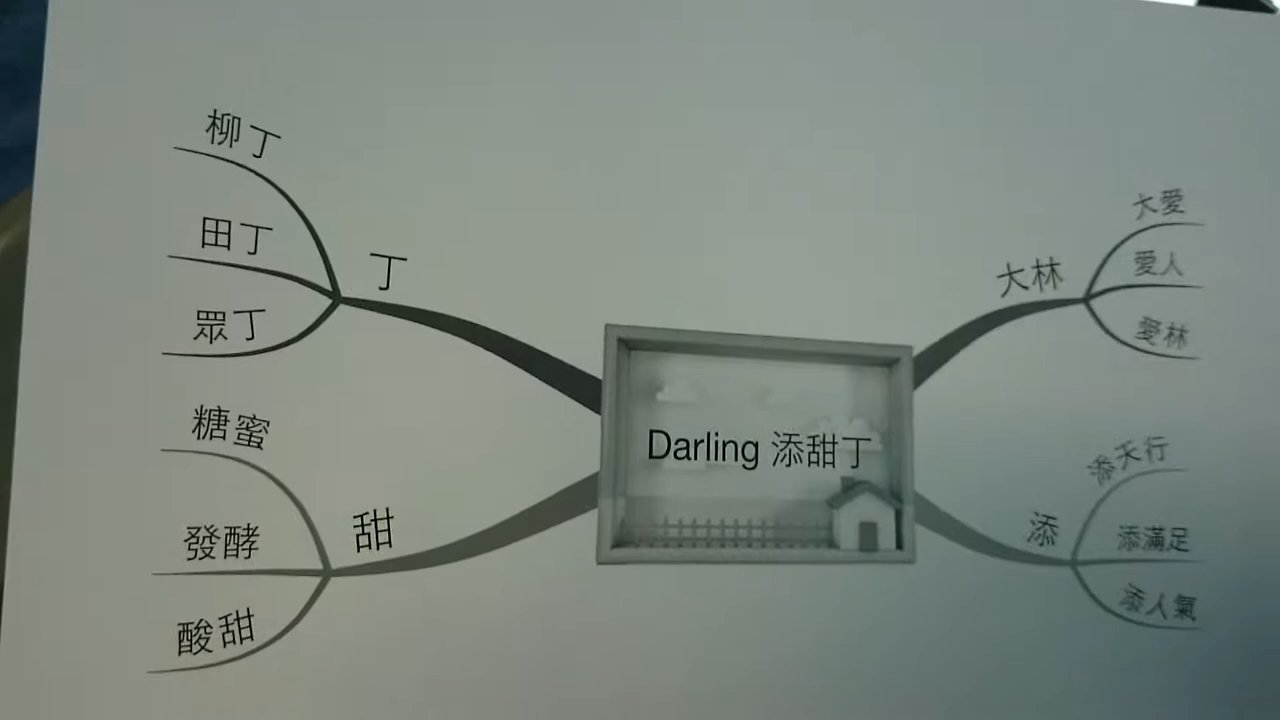 柳丁
田丁
眾丁
丁
糖蜜
發酵
酸甜
甜
Darling 添甜丁
大林
大愛
愛人
愛林
添
添天行
添滿足
添人氣